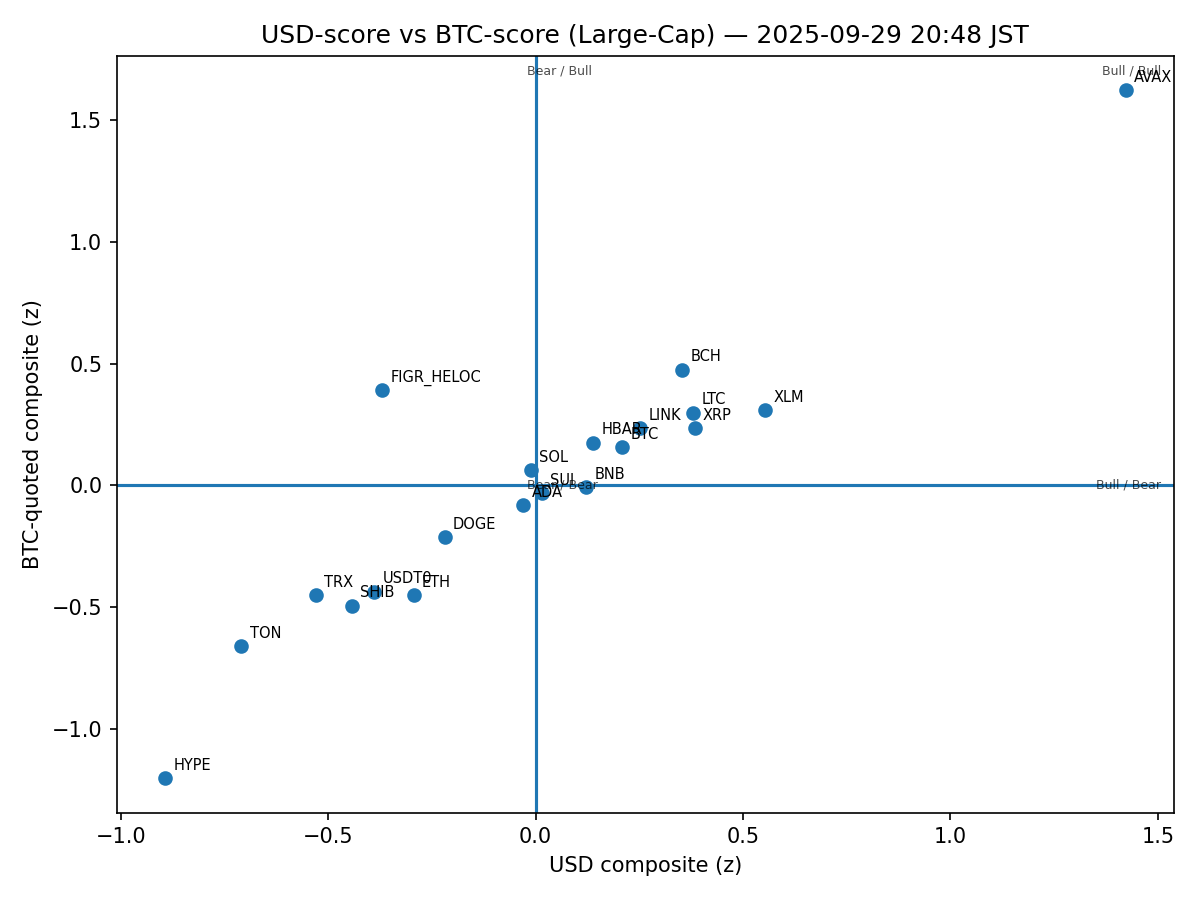 USD-score vs BTC-score (Large-Cap) — 2025-09-29 20:48 JST
Bear / Bull
Bull / Bull
AVAX
1.5
1.0
BCH
0.5
FIGR_HELOC
XLM
LTC
LINK
XRP
HBAR
BTC
SOL
BNB
SUI
0.0
Bear / Bear
Bull / Bear
ADA
DOGE
USDT0
TRX
ETH
SHIB
−0.5
TON
−1.0
HYPE
−1.0
−0.5
0.0
0.5
1.0
1.5
USD composite (z)
BTC-quoted composite (z)